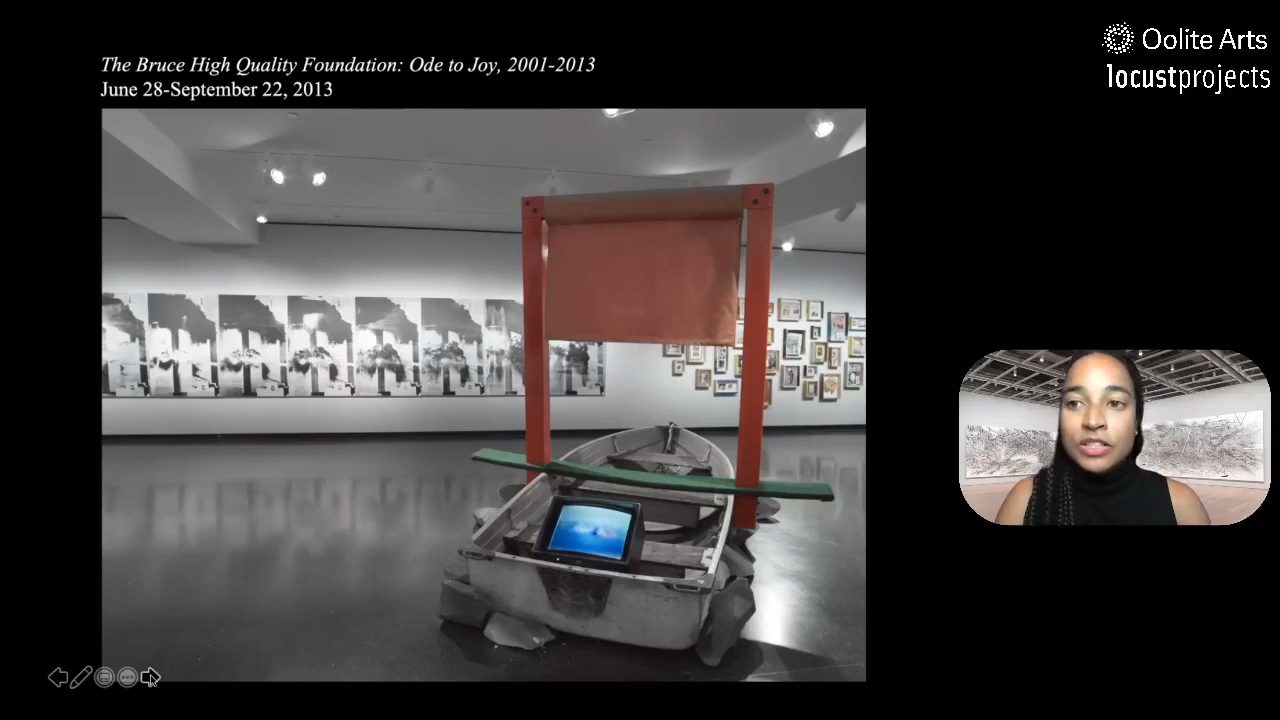 The Bruce High Quality Foundation: Ode to Joy, 2001-2013
June 28-September 22, 2013
Oolite Arts
locustprojects